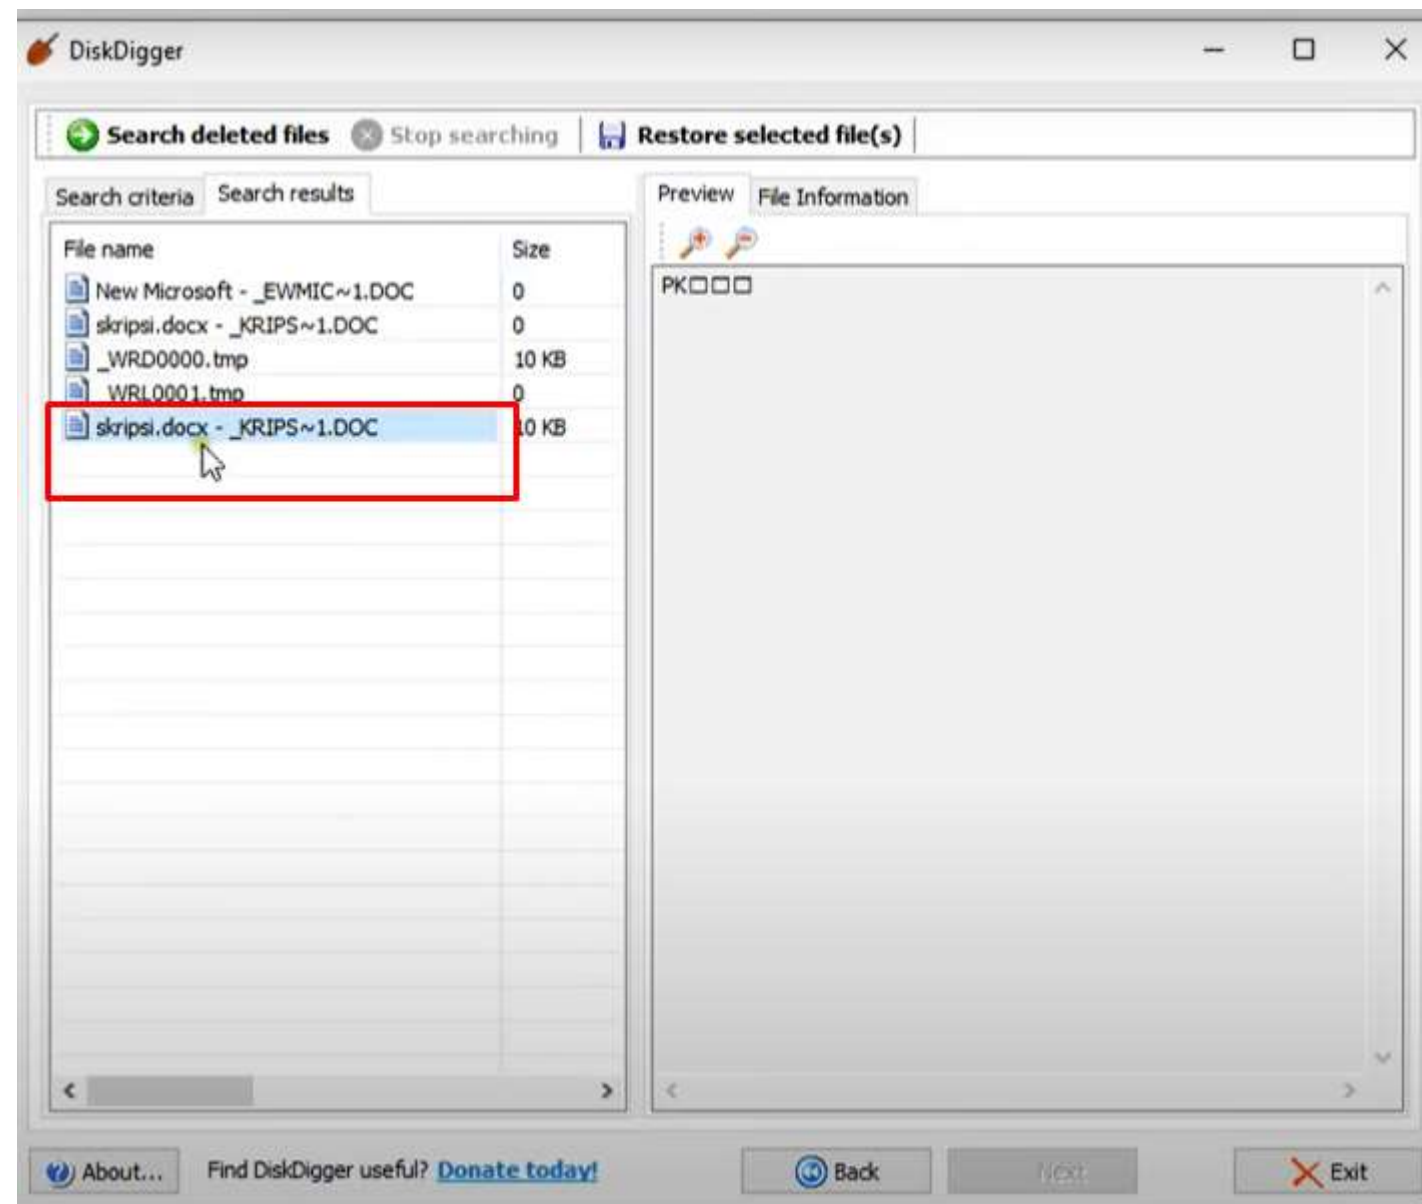 DiskDigger
Search deleted files Stop searching Restore selected file(s)
Search criteria Search results
File name Size
New Microsoft - _EWMIC~1.DOC 0
skripsi.docx - _KRIPS~1.DOC 0
_WRD0000.tmp 10 KB
_WRL0001.tmp 0
skripsi.docx - _KRIPS~1.DOC 10 KB
Preview File Information
PK□□□
About... Find DiskDigger useful? Donate today! Back Next Exit